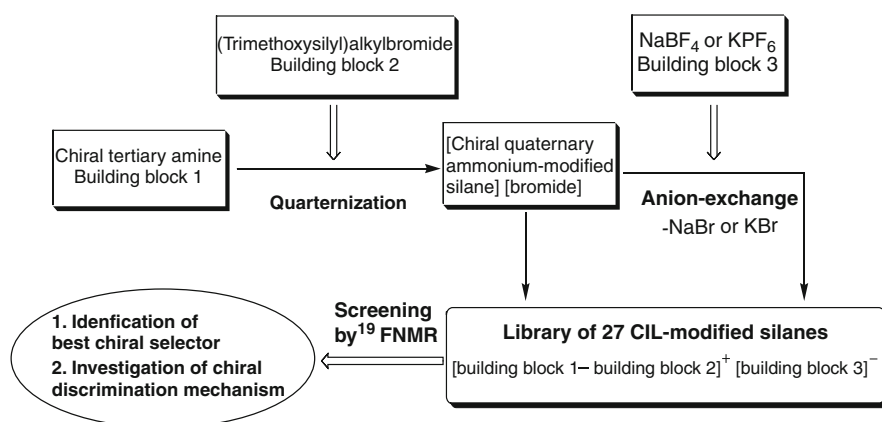 (Trimethoxysilyl)alkylbromide
Building block 2
NaBF4 or KPF6
Building block 3
Chiral tertiary amine
Building block 1
[Chiral quaternary
ammonium-modified
silane] [bromide]
Quarternization
Anion-exchange
-NaBr or KBr
1. Idenfication of
best chiral selector
2. Investigation of chiral
discrimination mechanism
Screening
by19 FNMR
Library of 27 CIL-modified silanes
[building block 1– building block 2]+ [building block 3]−